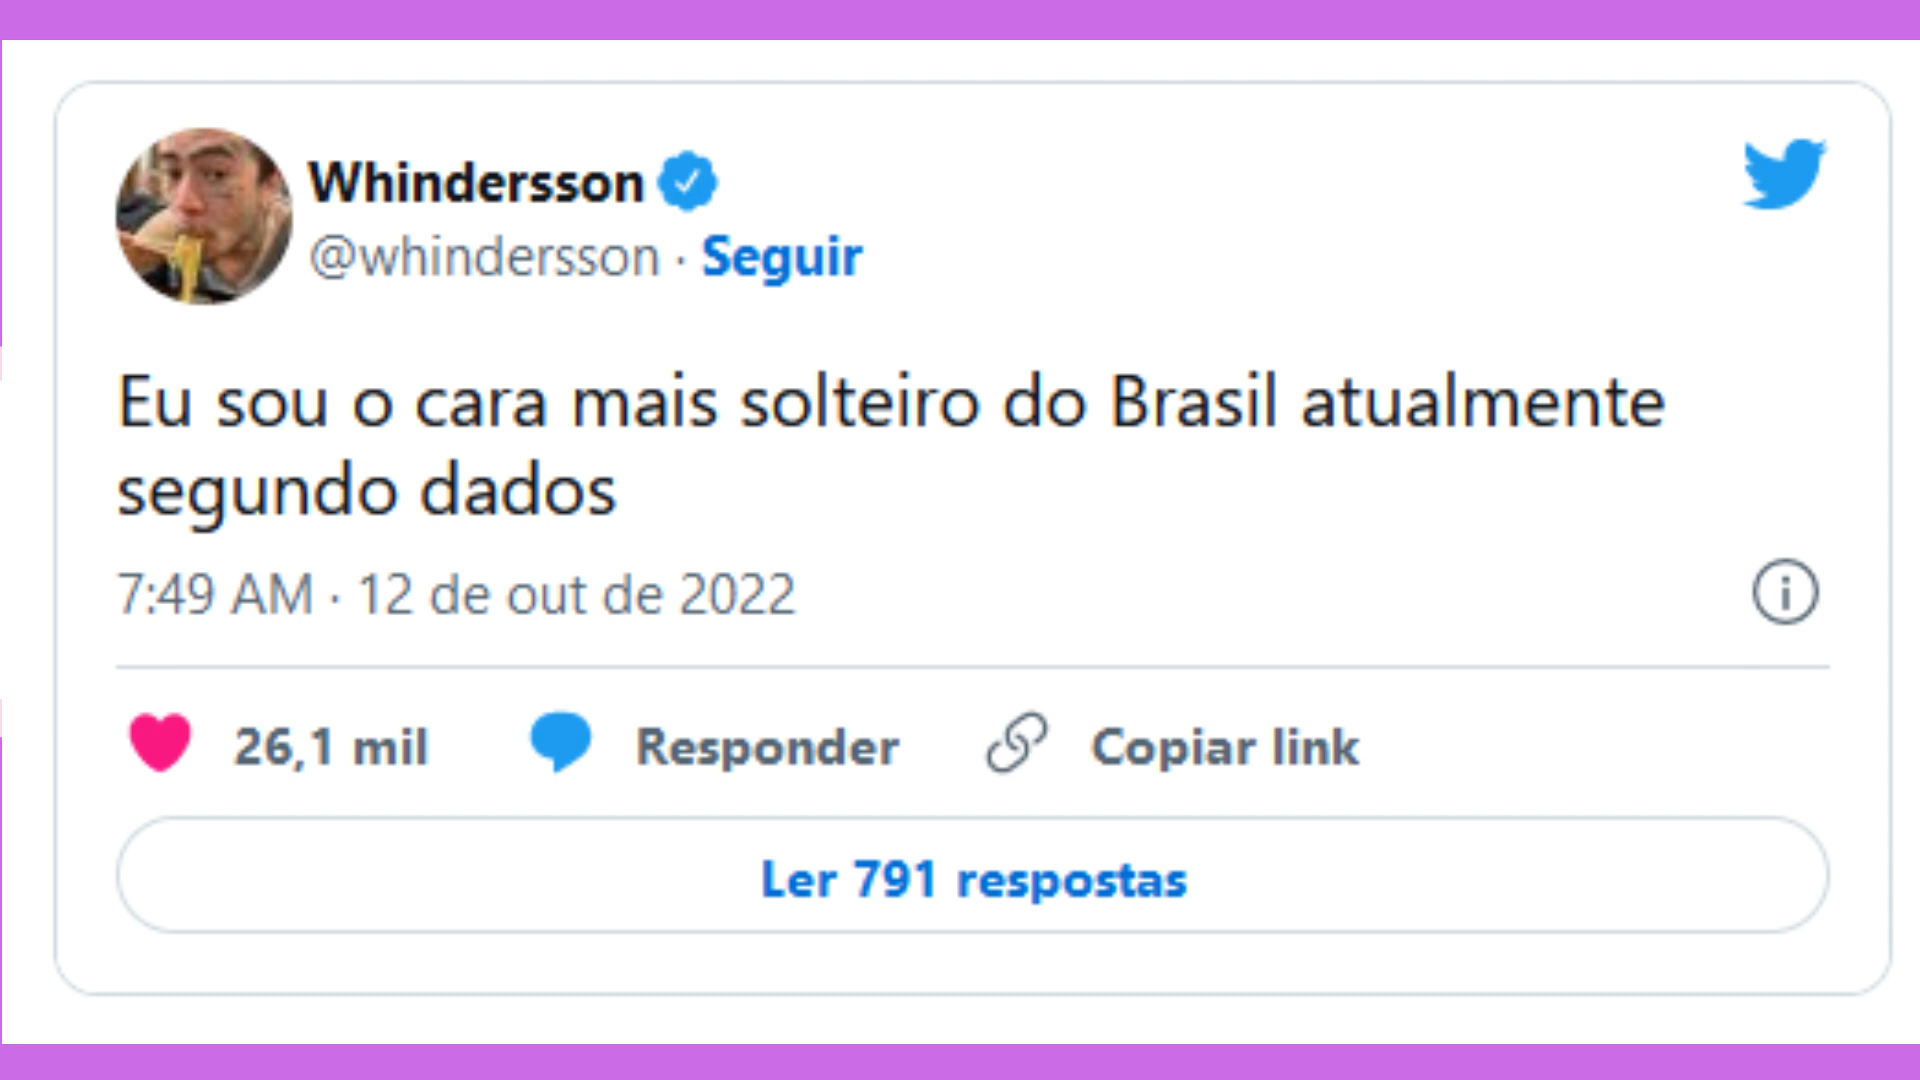 Whindersson
@whindersson · Seguir
Eu sou o cara mais solteiro do Brasil atualmente
segundo dados
7:49 AM · 12 de out de 2022
26,1 mil Responder Copiar link
Ler 791 respostas